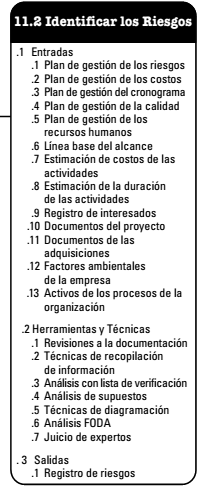 11.2 Identificar los Riesgos
.1 Entradas
.1 Plan de gestión de los riesgos
.2 Plan de gestión de los costos
.3 Plan de gestión del cronograma
.4 Plan de gestión de la calidad
.5 Plan de gestión de los
recursos humanos
.6 Línea base del alcance
.7 Estimación de costos de las
actividades
.8 Estimación de la duración
de las actividades
.9 Registro de interesados
.10 Documentos del proyecto
.11 Documentos de las
adquisiciones
.12 Factores ambientales
de la empresa
.13 Activos de los procesos de la
organización
.2 Herramientas y Técnicas
.1 Revisiones a la documentación
.2 Técnicas de recopilación
de información
.3 Análisis con lista de verificación
.4 Análisis de supuestos
.5 Técnicas de diagramación
.6 Análisis FODA
.7 Juicio de expertos
. 3 Salidas
.1 Registro de riesgos